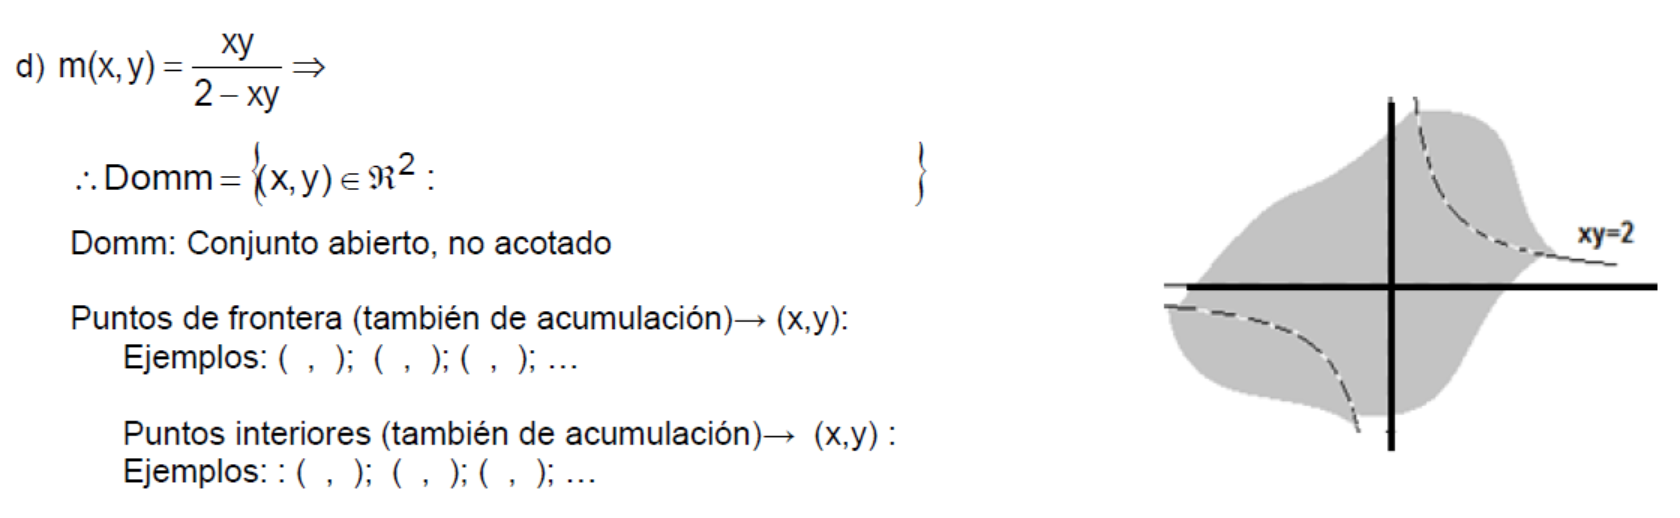 d) m(x,y) = xy / (2 − xy) ⇒
∴ Domm = {(x,y) ∈ ℜ² :                    }
Domm: Conjunto abierto, no acotado
xy=2
Puntos de frontera (también de acumulación)→ (x,y):
Ejemplos: (  ,  );  (  ,  ); (  ,  ); …
Puntos interiores (también de acumulación)→  (x,y) :
Ejemplos: : (  ,  );  (  ,  ); (  ,  ); …